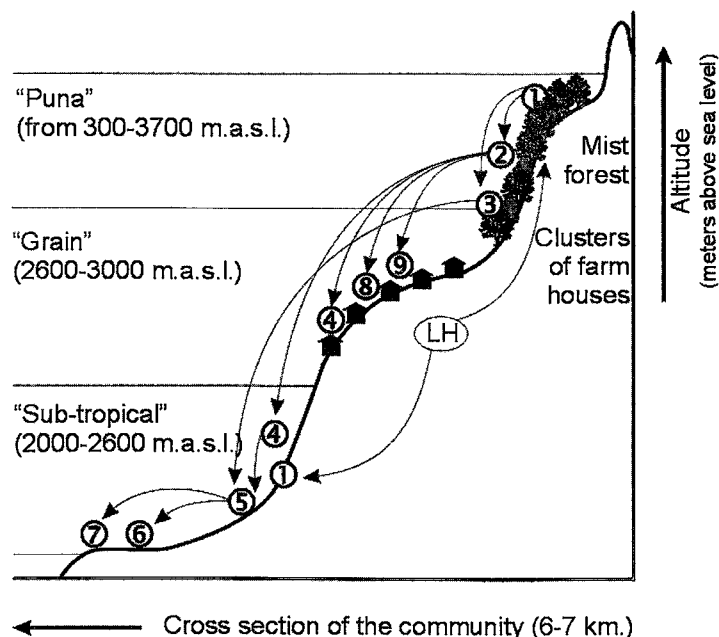 “Puna”
(from 300-3700 m.a.s.l.)
1
2
Mist
forest
3
“Grain”
(2600-3000 m.a.s.l.)
Clusters
of farm
houses
9
8
4
LH
“Sub-tropical”
(2000-2600 m.a.s.l.)
4
1
5
7
6
Altitude
(meters above sea level)
Cross section of the community (6-7 km.)